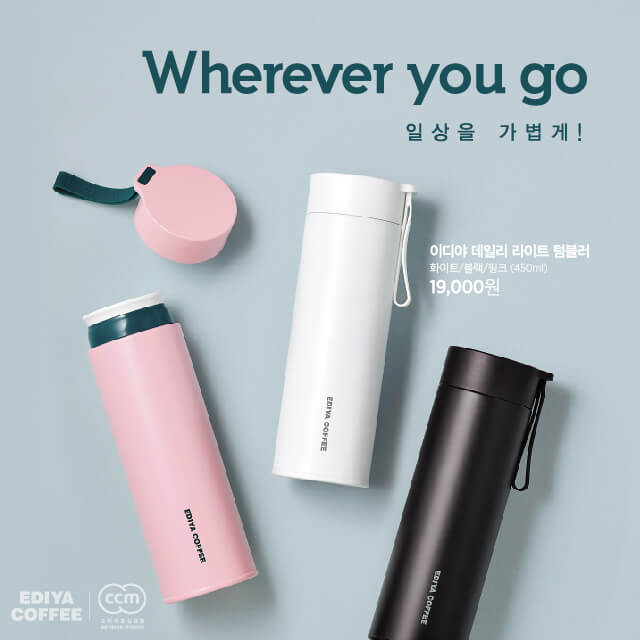 Wherever you go
일상을 가볍게!
이디야 데일리 라이트 텀블러
화이트/블랙/핑크 (450ml)
19,000원
EDIYA COFFEE
EDIYA COFFEE
EDIYA COFFEE
EDIYA
COFFEE
ccm